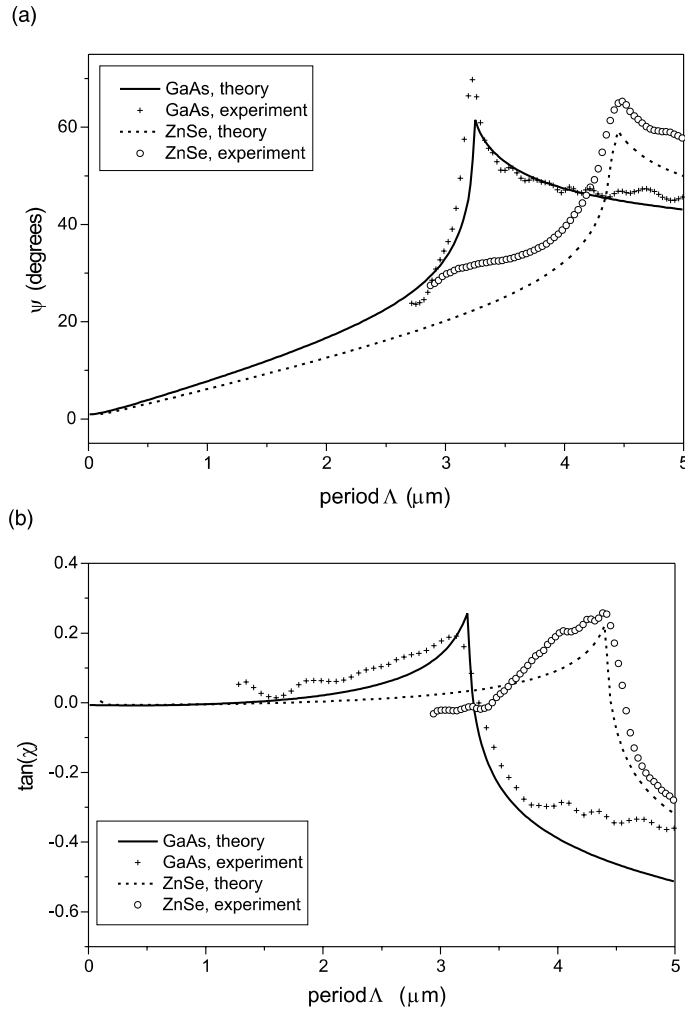 (a)
GaAs, theory
GaAs, experiment
ZnSe, theory
ZnSe, experiment
60
40
20
0
ψ (degrees)
0 1 2 3 4 5
period Λ (μm)
(b)
0.4
0.2
0.0
-0.2
-0.4
-0.6
tan(χ)
GaAs, theory
GaAs, experiment
ZnSe, theory
ZnSe, experiment
0 1 2 3 4 5
period Λ (μm)